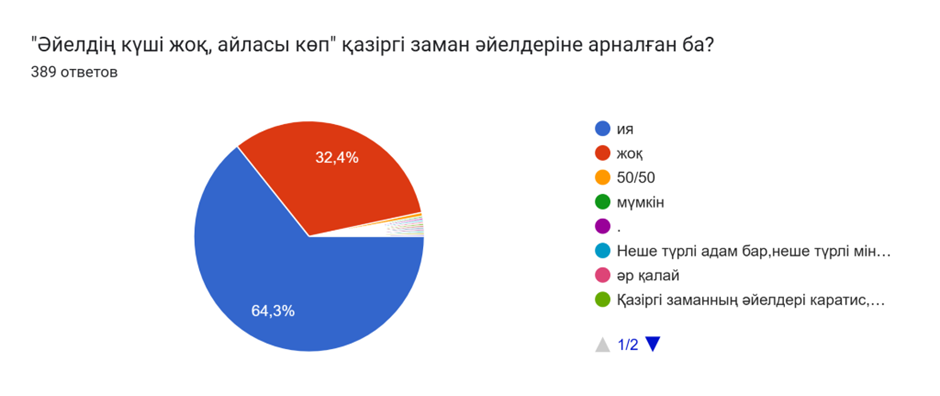 "Әйелдің күші жоқ, айласы көп" қазіргі заман әйелдеріне арналған ба?
389 ответов
32,4%
64,3%
ия
жоқ
50/50
мүмкін
.
Неше түрлі адам бар,неше түрлі мін...
әр қалай
Қазіргі заманның әйелдері каратис,...
1/2